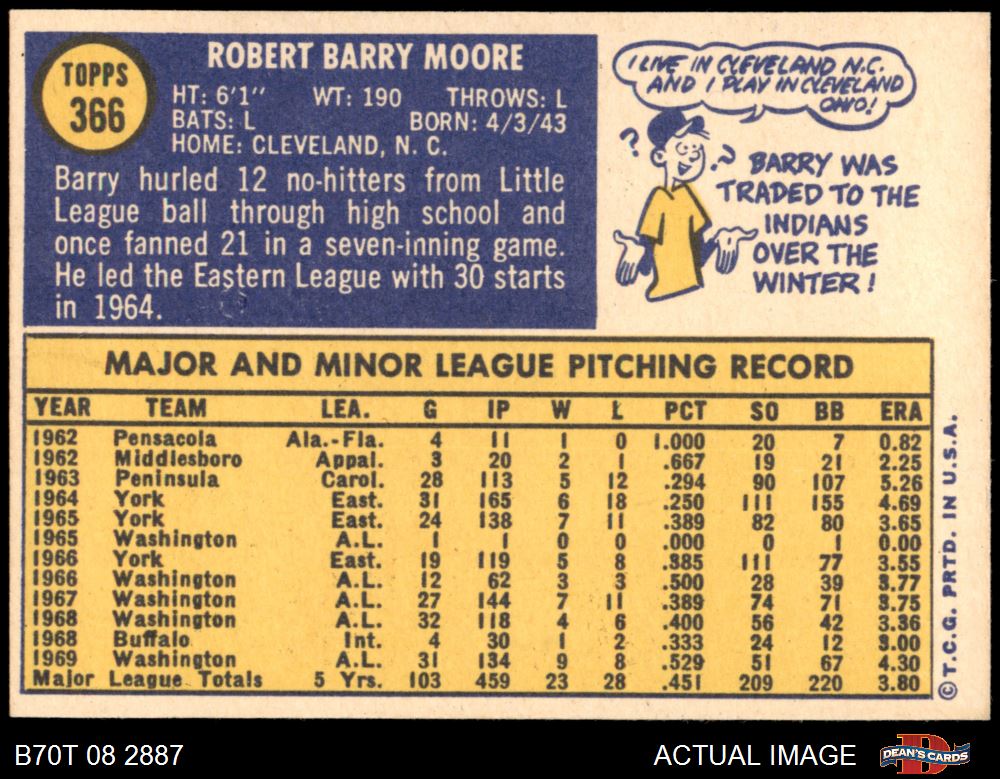 TOPPS
366
ROBERT BARRY MOORE
HT: 6'1" WT: 190 THROWS: L
BATS: L BORN: 4/3/43
HOME: CLEVELAND, N. C.
Barry hurled 12 no-hitters from Little
League ball through high school and
once fanned 21 in a seven-inning game.
He led the Eastern League with 30 starts
in 1964.
I LIVE IN CLEVELAND N.C.
AND I PLAY IN CLEVELAND
OHIO!
? ?
BARRY WAS
TRADED TO THE
INDIANS
OVER THE
WINTER!
MAJOR AND MINOR LEAGUE PITCHING RECORD
YEAR TEAM LEA. G IP W L PCT SO BB ERA
1962 Pensacola Ala.-Fla. 4 11 1 0 1.000 20 7 0.82
1962 Middlesboro Appal. 3 20 2 1 .667 19 21 2.25
1963 Peninsula Carol. 28 113 5 12 .294 90 107 5.26
1964 York East. 31 165 6 18 .250 111 155 4.69
1965 York East. 24 138 7 11 .389 82 80 3.65
1965 Washington A.L. 1 1 0 0 .000 0 1 0.00
1966 York East. 19 119 5 8 .385 111 77 3.55
1966 Washington A.L. 12 62 3 3 .500 28 39 3.77
1967 Washington A.L. 27 144 7 11 .389 74 71 3.75
1968 Washington A.L. 32 118 4 6 .400 56 42 3.36
1968 Buffalo Int. 4 30 1 2 .333 24 12 3.00
1969 Washington A.L. 31 134 9 8 .529 51 67 4.30
Major League Totals 5 Yrs. 103 459 23 28 .451 209 220 3.80
© T.C.G. PRTD. IN U.S.A.
B70T 08 2887
ACTUAL IMAGE
D
DEAN'S CARDS